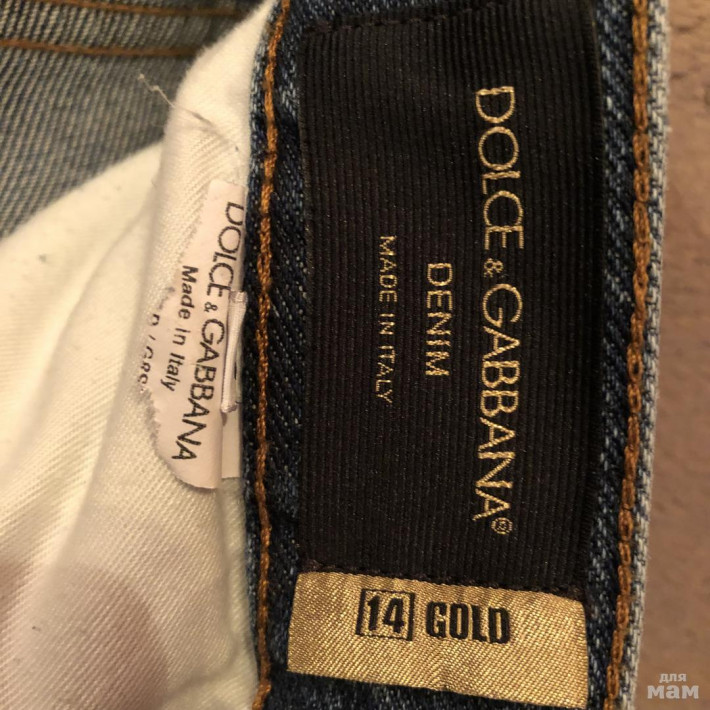 DOLCE & GABBANA®
DENIM
MADE IN ITALY
[14] GOLD
DOLCE & GABBANA
Made in Italy
для
мам